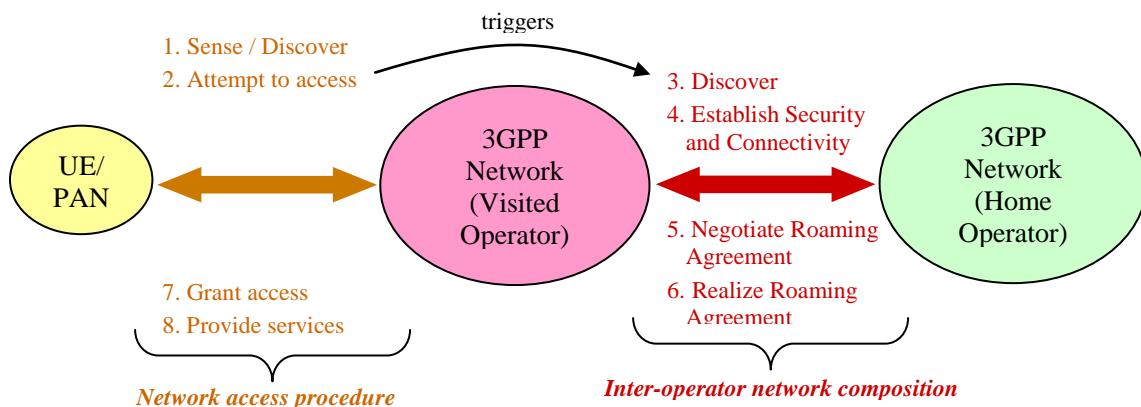 triggers
1. Sense / Discover
2. Attempt to access
3. Discover
4. Establish Security
and Connectivity
UE/
PAN
3GPP
Network
(Visited
Operator)
3GPP
Network
(Home
Operator)
5. Negotiate Roaming
Agreement
6. Realize Roaming
Agreement
7. Grant access
8. Provide services
Network access procedure
Inter-operator network composition